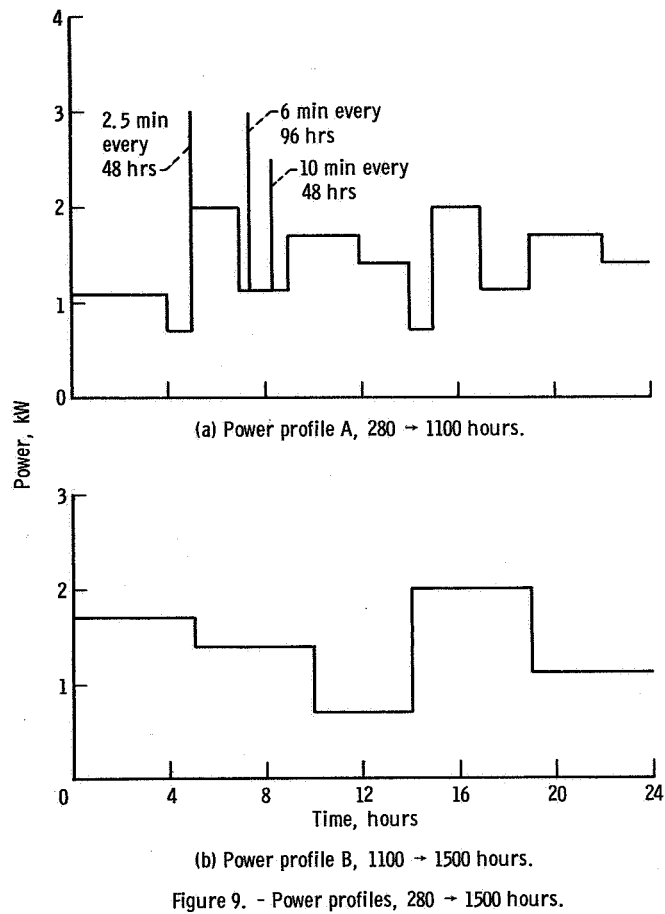 4
3
2
1
0
2.5 min
every
48 hrs
6 min every
96 hrs
10 min every
48 hrs
(a) Power profile A, 280 → 1100 hours.
Power, kW
3
2
1
0
4
8
12
16
20
24
Time, hours
(b) Power profile B, 1100 → 1500 hours.
Figure 9. - Power profiles, 280 → 1500 hours.